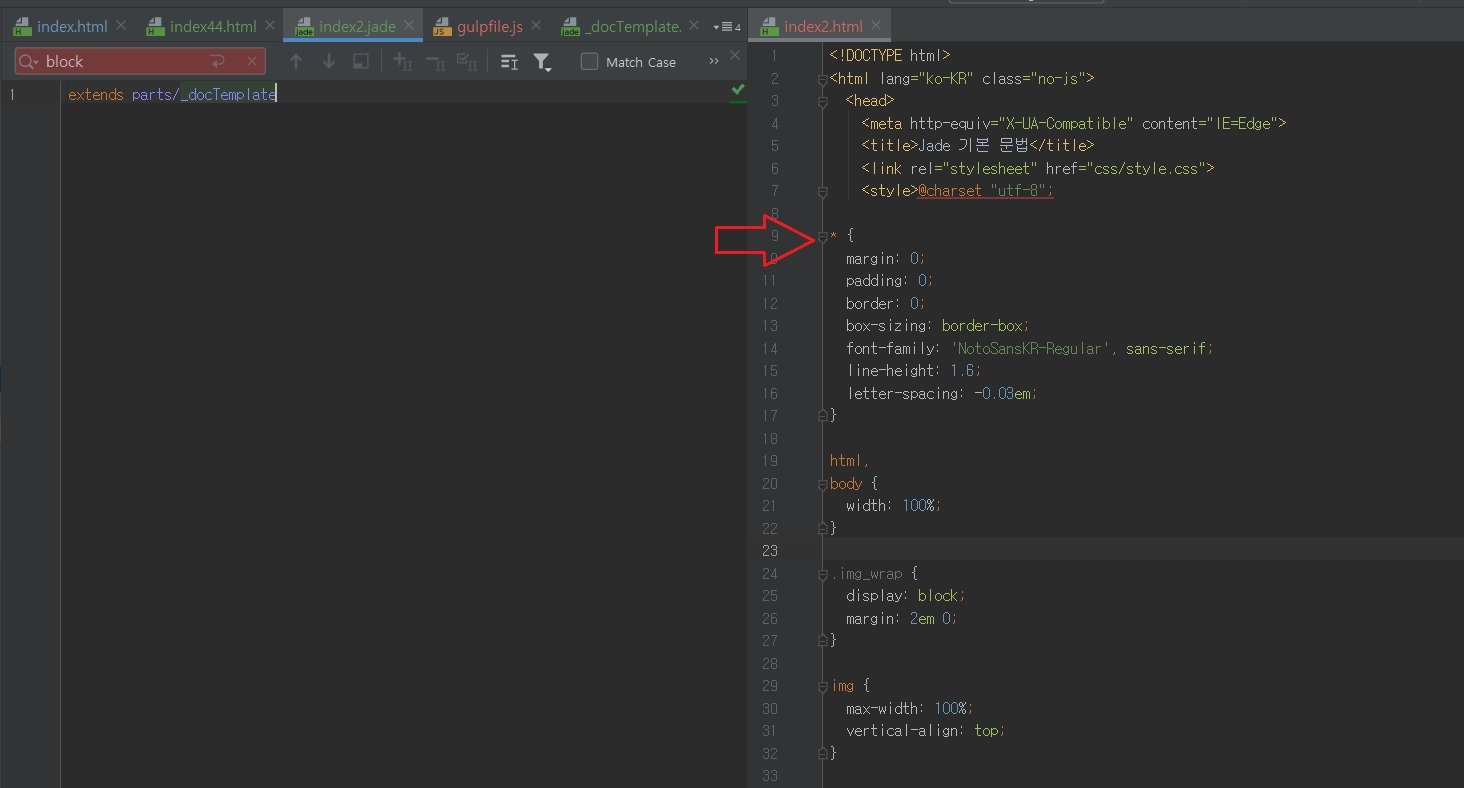 index.html
index44.html
index2.jade
gulpfile.js
_docTemplate.
4
index2.html
block
Match Case
1 extends parts/_docTemplate
1 <!DOCTYPE html>
2 <html lang="ko-KR" class="no-js">
3 <head>
4 <meta http-equiv="X-UA-Compatible" content="IE=Edge">
5 <title>Jade 기본 문법</title>
6 <link rel="stylesheet" href="css/style.css">
7 <style>@charset "utf-8";
8
9 * {
margin: 0;
11 padding: 0;
12 border: 0;
13 box-sizing: border-box;
14 font-family: 'NotoSansKR-Regular', sans-serif;
15 line-height: 1.6;
16 letter-spacing: -0.03em;
17 }
18
19 html,
20 body {
21 width: 100%;
22 }
23
24 .img_wrap {
25 display: block;
26 margin: 2em 0;
27 }
28
29 img {
30 max-width: 100%;
31 vertical-align: top;
32 }
33